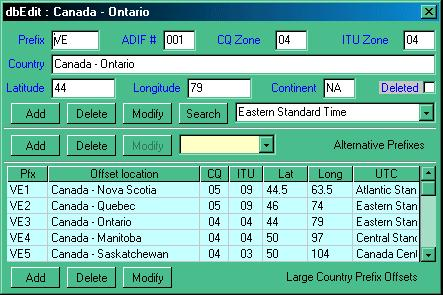 dbEdit : Canada - Ontario
Prefix VE ADIF # 001 CQ Zone 04 ITU Zone 04
Country Canada - Ontario
Latitude 44 Longitude 79 Continent NA Deleted
Add Delete Modify Search Eastern Standard Time
Add Delete Modify Alternative Prefixes
Pfx Offset location CQ ITU Lat Long UTC
VE1 Canada - Nova Scotia 05 09 44.5 63.5 Atlantic Stan
VE2 Canada - Quebec 05 09 46 74 Eastern Stan
VE3 Canada - Ontario 04 04 44 79 Eastern Stan
VE4 Canada - Manitoba 04 04 50 97 Central Stand
VE5 Canada - Saskatchewan 04 03 50 104 Canada Cent
Add Delete Modify Large Country Prefix Offsets